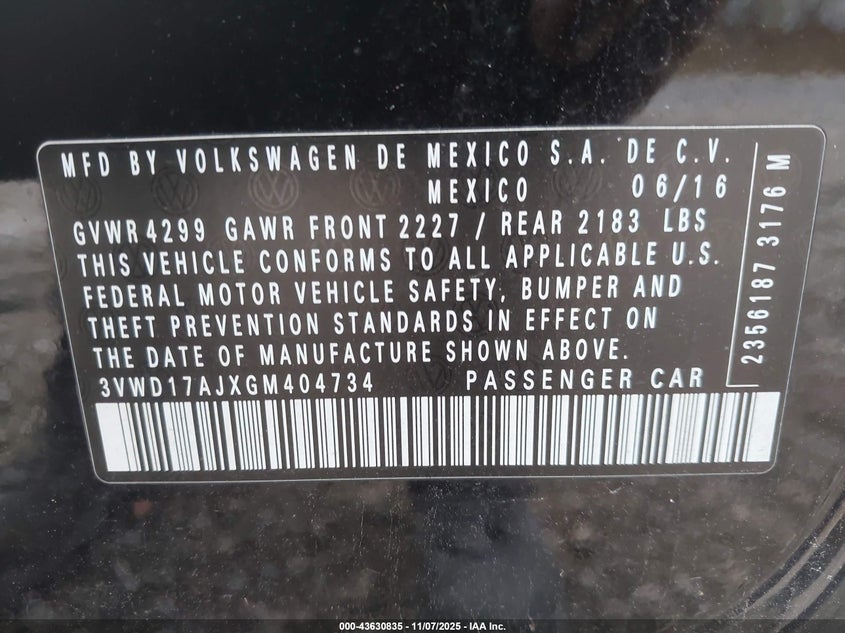 MFD BY VOLKSWAGEN DE MEXICO S.A. DE C.V.
MEXICO 06/16
GVWR 4299 GAWR FRONT 2227 / REAR 2183 LBS
THIS VEHICLE CONFORMS TO ALL APPLICABLE U.S.
FEDERAL MOTOR VEHICLE SAFETY, BUMPER AND
THEFT PREVENTION STANDARDS IN EFFECT ON
THE DATE OF MANUFACTURE SHOWN ABOVE.
3VWD17AJXGM404734 PASSENGER CAR
2356187 3176 M
000-43630835 - 11/07/2025 - IAA Inc.